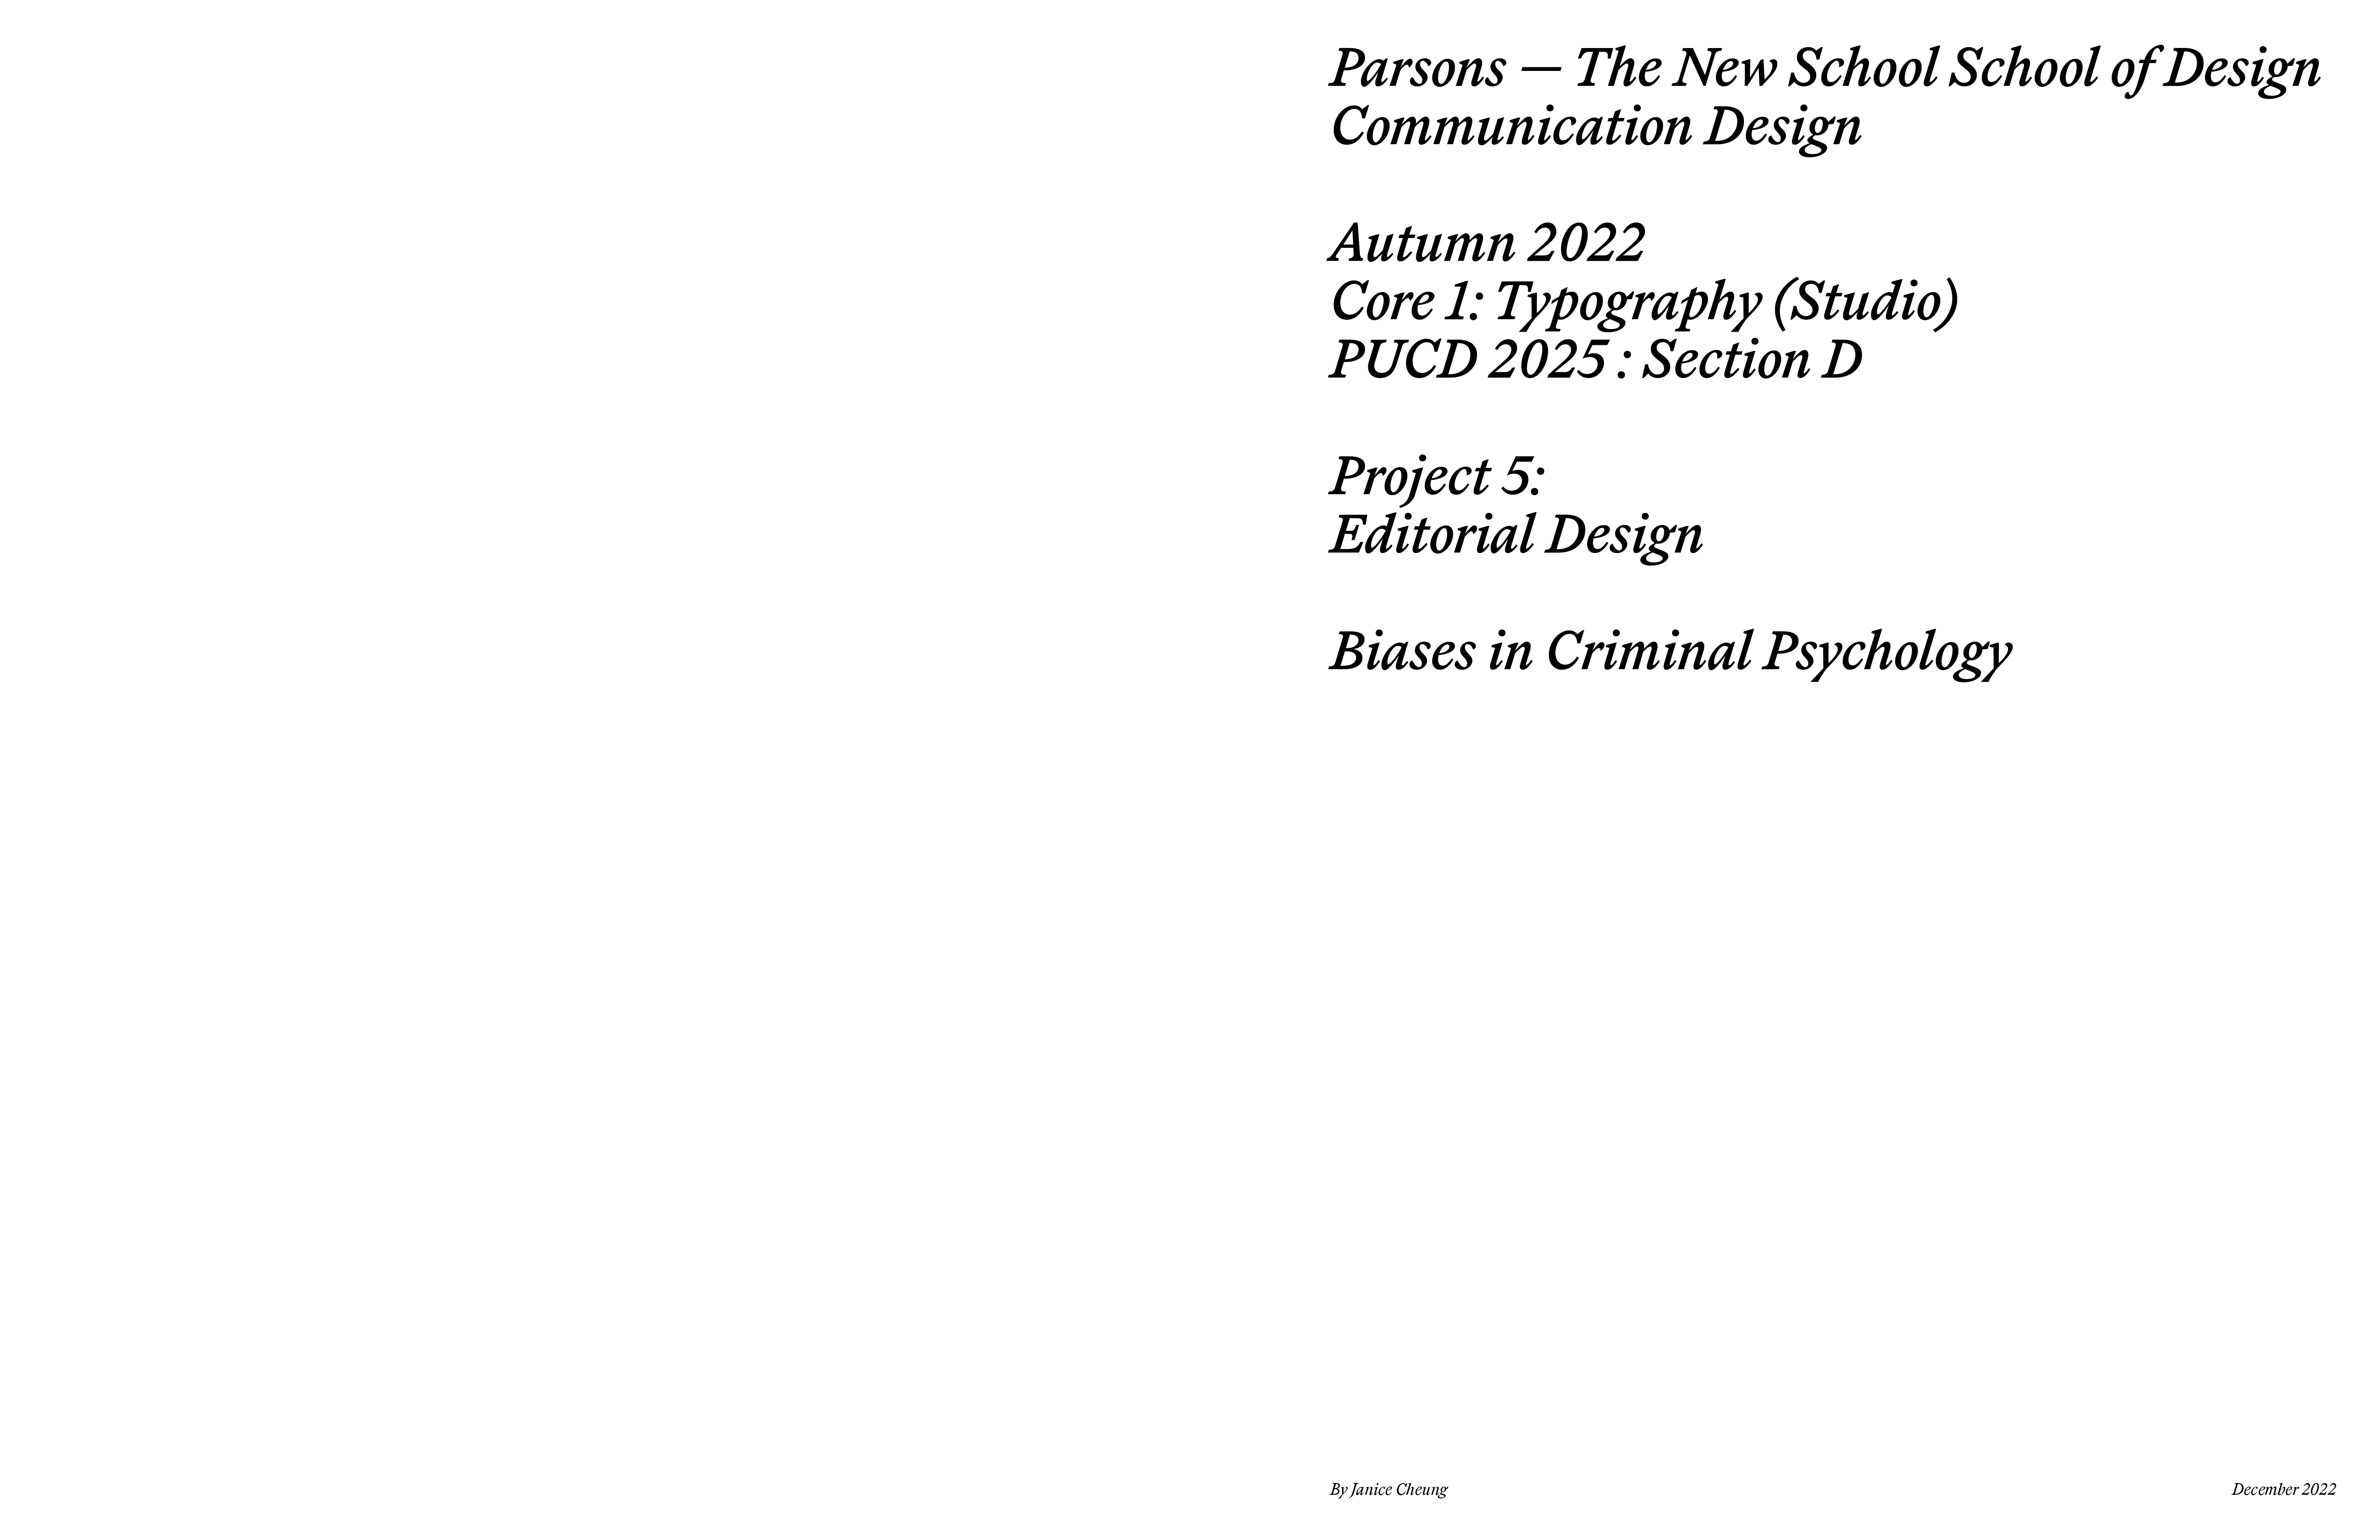 Parsons — The New School School of Design
Communication Design
Autumn 2022
Core 1: Typography (Studio)
PUCD 2025 : Section D
Project 5:
Editorial Design
Biases in Criminal Psychology
By Janice Cheung
December 2022